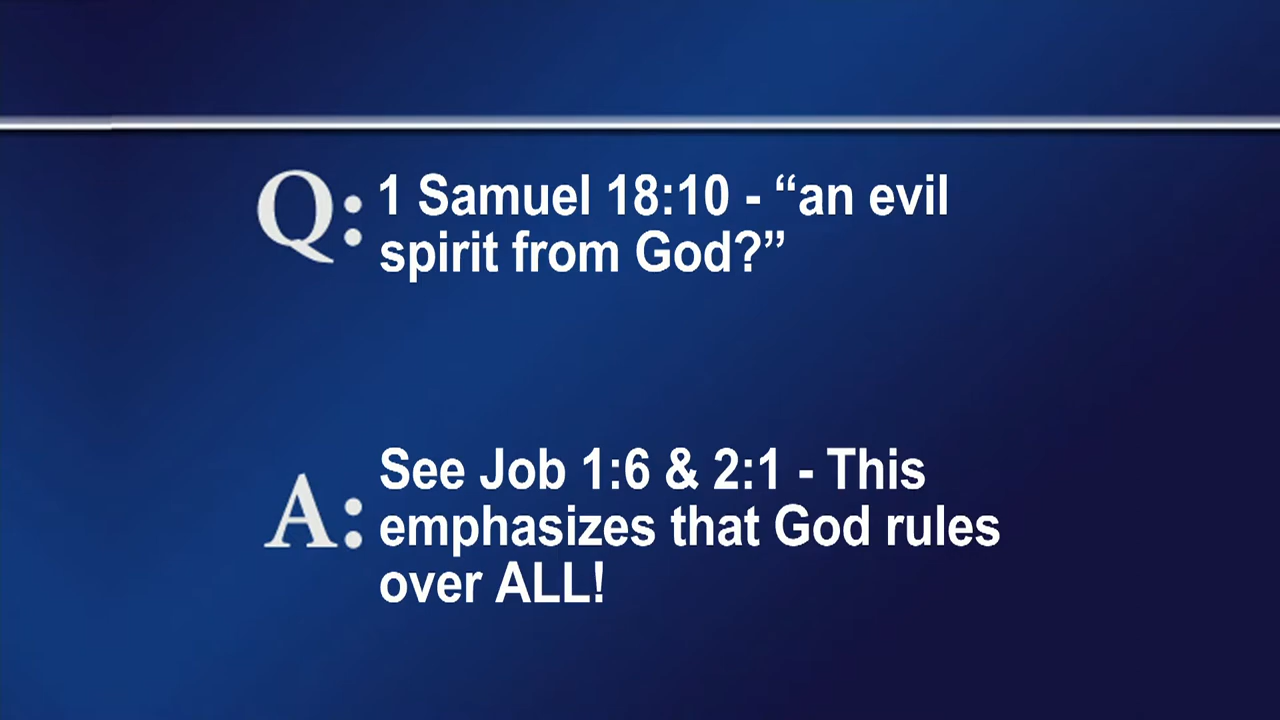 Q: 1 Samuel 18:10 - “an evil
spirit from God?”
A: See Job 1:6 & 2:1 - This
emphasizes that God rules
over ALL!